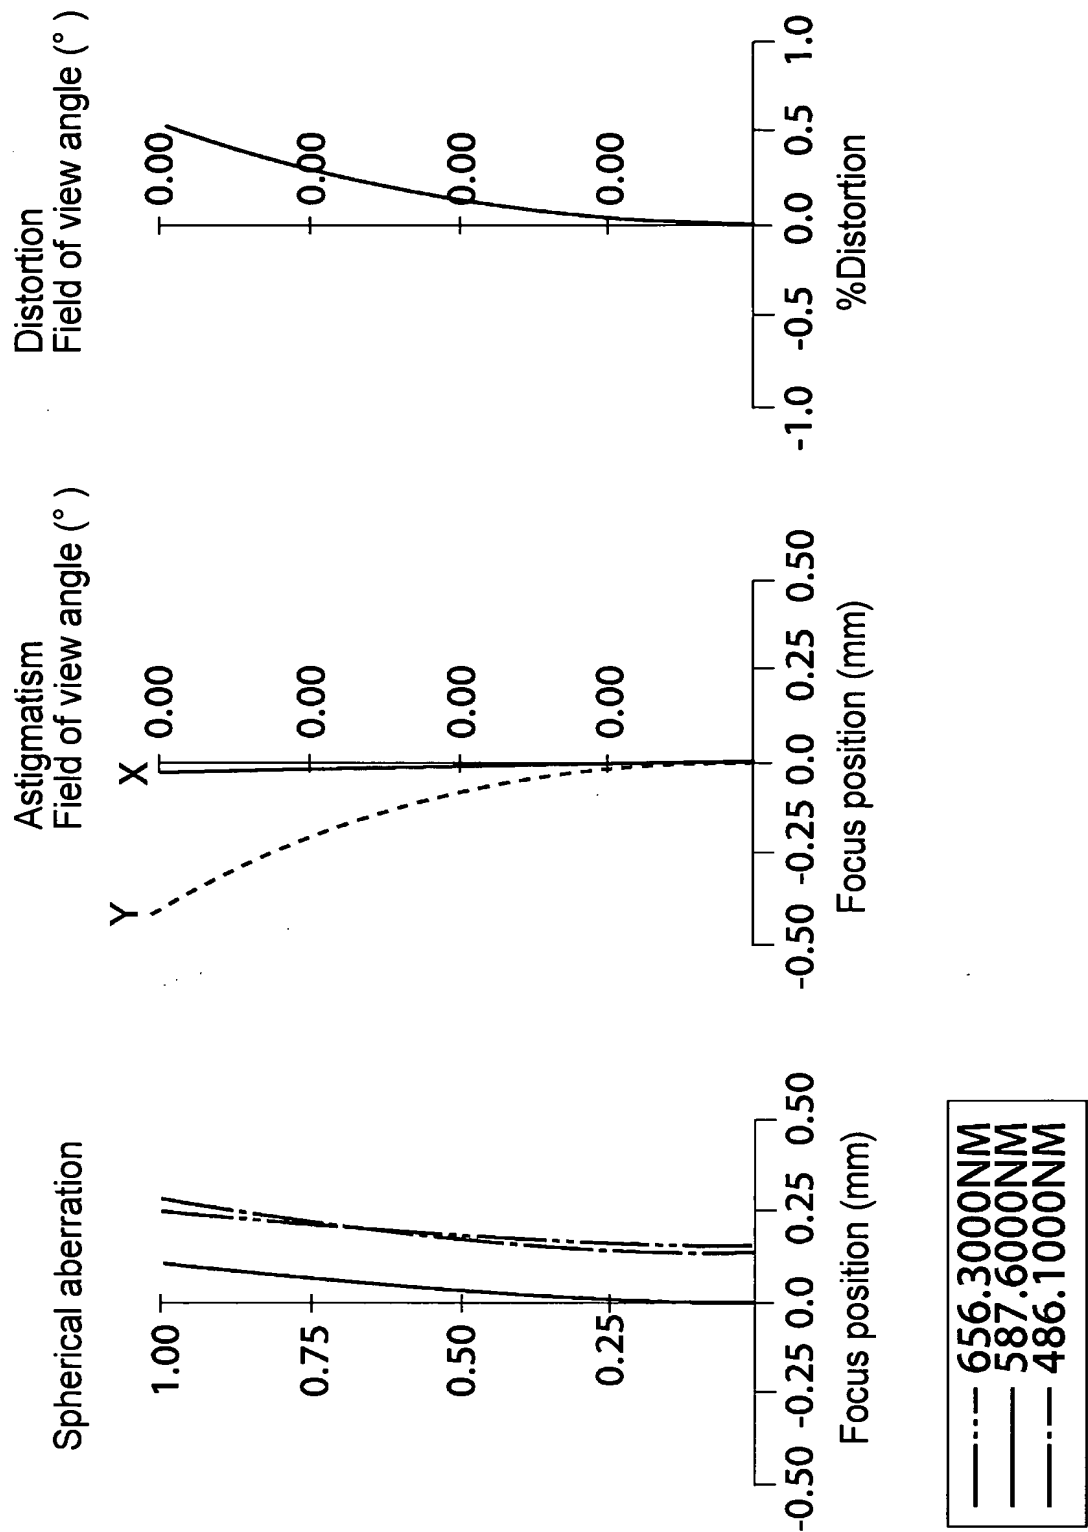 Spherical aberration
1.00
0.75
0.50
0.25
-0.50 -0.25 0.0 0.25 0.50
Focus position (mm)
Astigmatism
Field of view angle (°)
Y X
0.00
0.00
0.00
0.00
-0.50 -0.25 0.0 0.25 0.50
Focus position (mm)
Distortion
Field of view angle (°)
0.00
0.00
0.00
0.00
-1.0 -0.5 0.0 0.5 1.0
%Distortion
656.3000NM
587.6000NM
486.1000NM